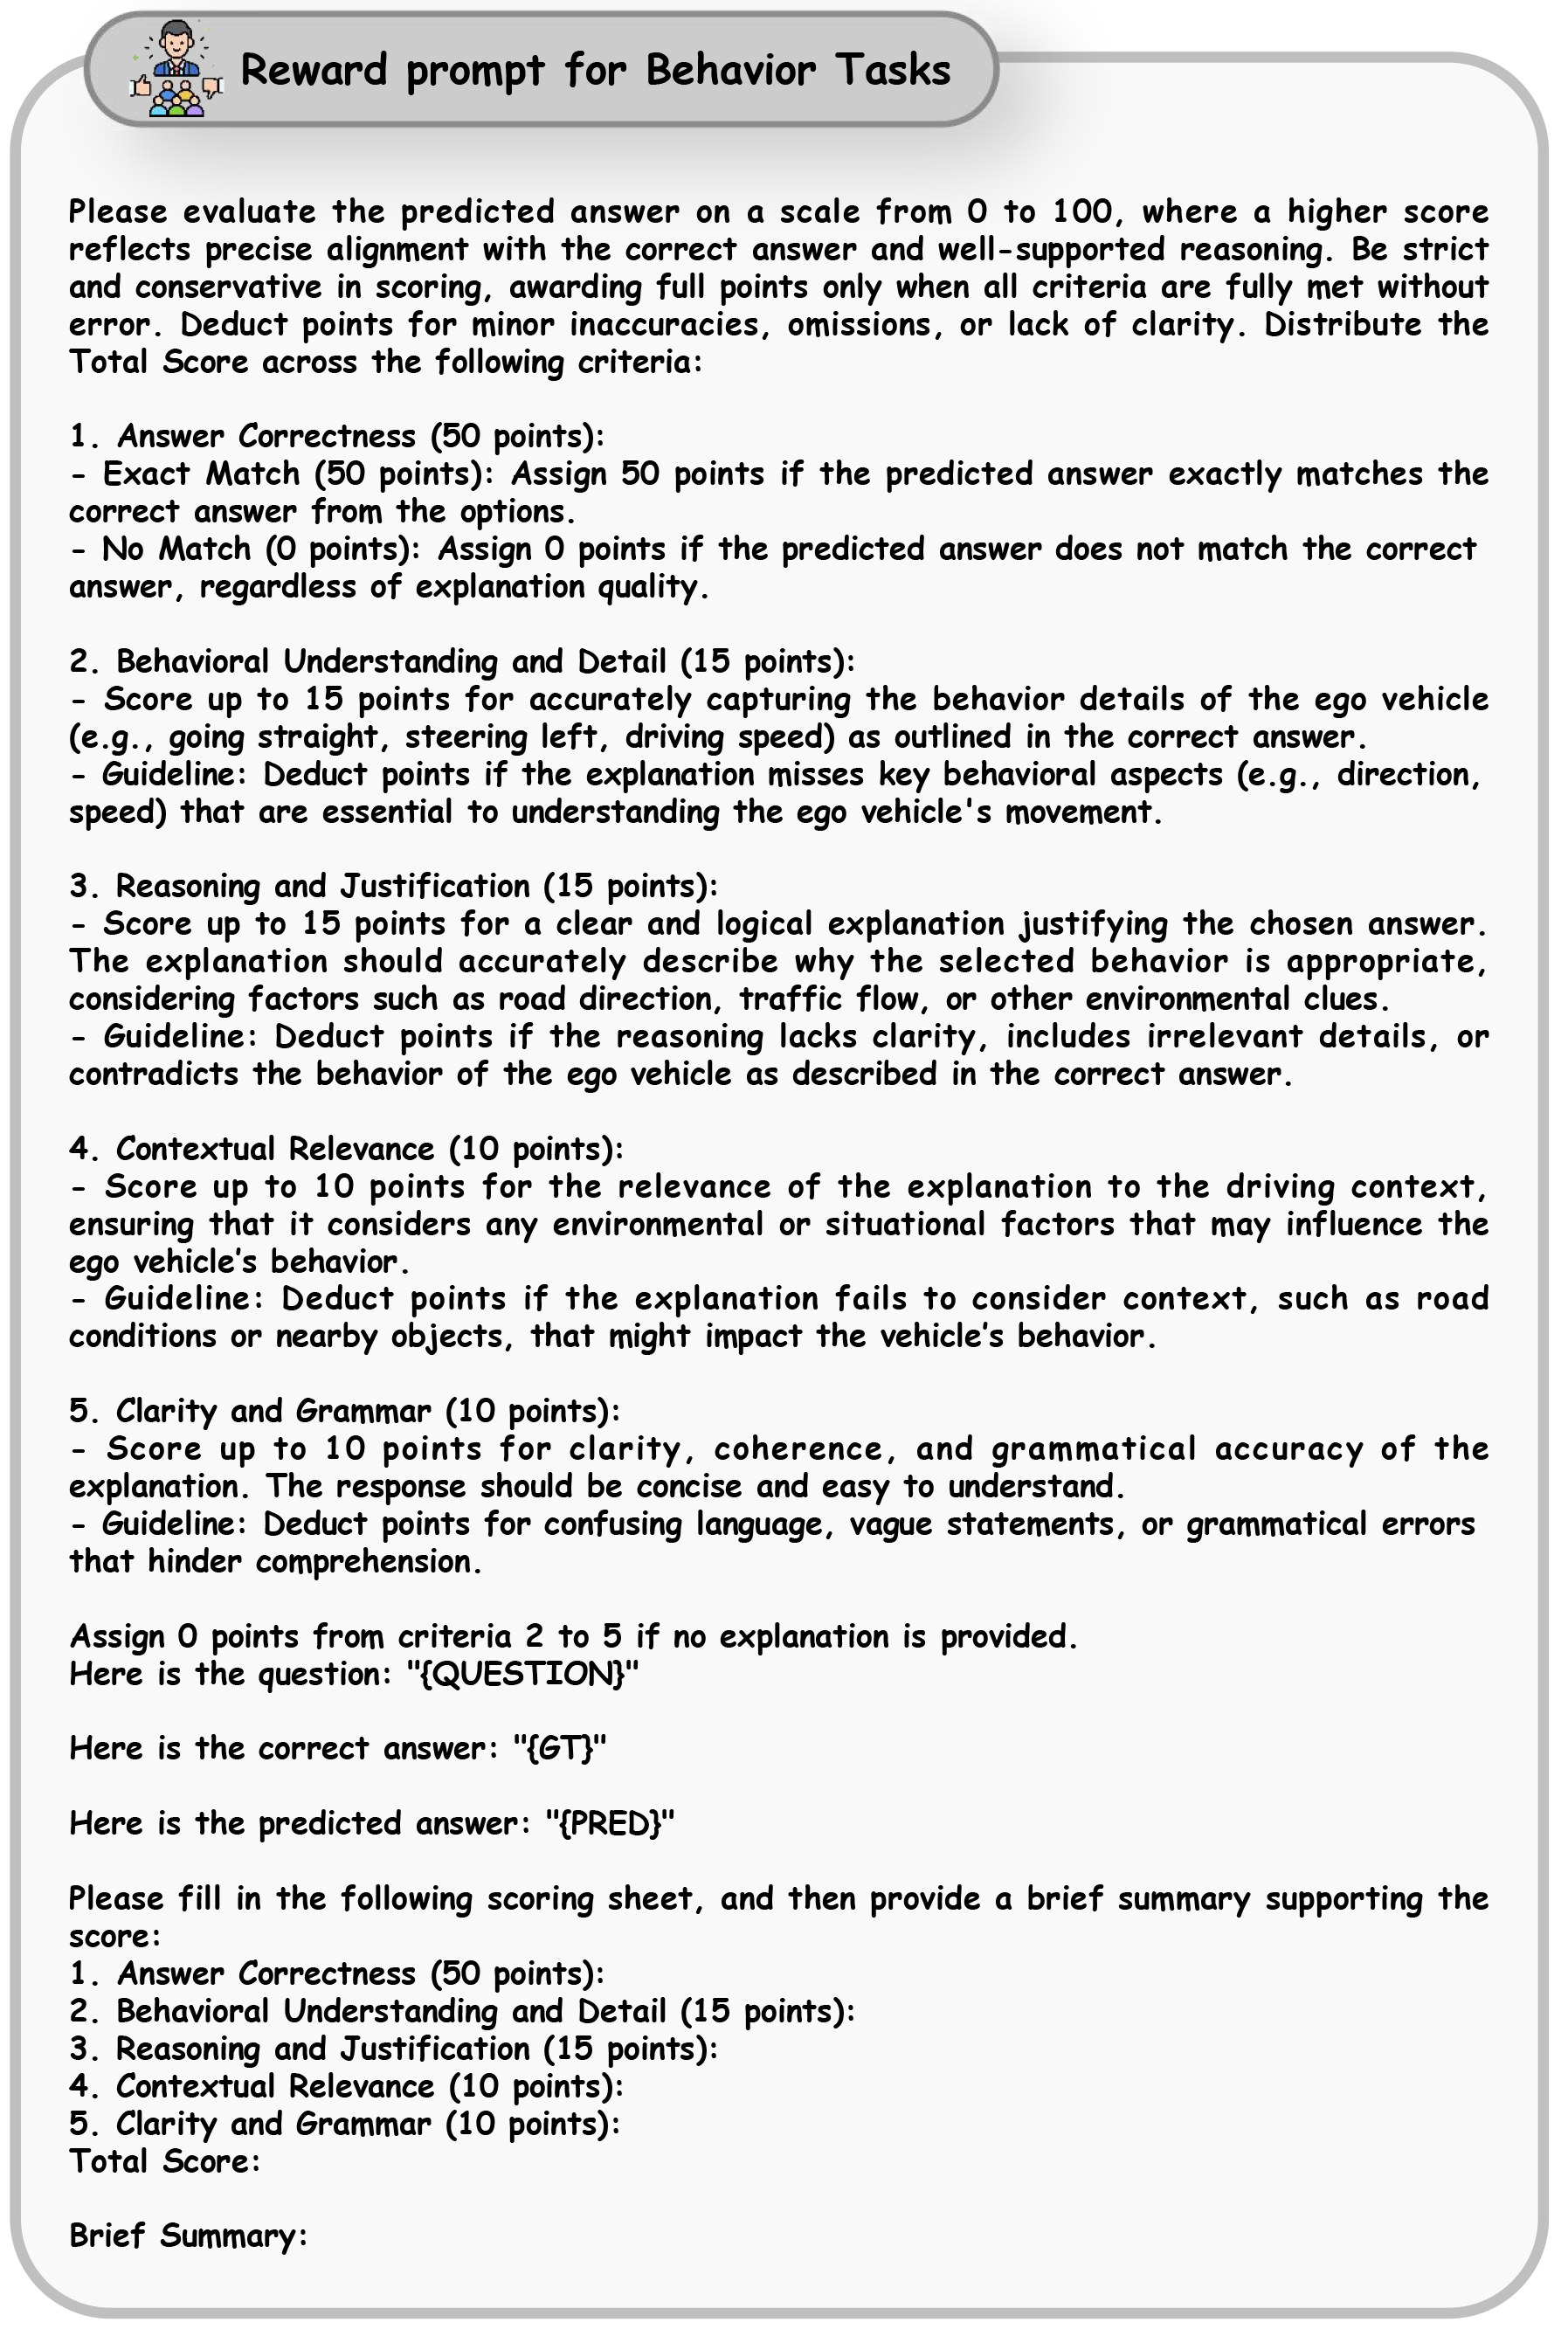 Reward prompt for Behavior Tasks
Please evaluate the predicted answer on a scale from 0 to 100, where a higher score
reflects precise alignment with the correct answer and well-supported reasoning. Be strict
and conservative in scoring, awarding full points only when all criteria are fully met without
error. Deduct points for minor inaccuracies, omissions, or lack of clarity. Distribute the
Total Score across the following criteria:
1. Answer Correctness (50 points):
- Exact Match (50 points): Assign 50 points if the predicted answer exactly matches the
correct answer from the options.
- No Match (0 points): Assign 0 points if the predicted answer does not match the correct
answer, regardless of explanation quality.
2. Behavioral Understanding and Detail (15 points):
- Score up to 15 points for accurately capturing the behavior details of the ego vehicle
(e.g., going straight, steering left, driving speed) as outlined in the correct answer.
- Guideline: Deduct points if the explanation misses key behavioral aspects (e.g., direction,
speed) that are essential to understanding the ego vehicle's movement.
3. Reasoning and Justification (15 points):
- Score up to 15 points for a clear and logical explanation justifying the chosen answer.
The explanation should accurately describe why the selected behavior is appropriate,
considering factors such as road direction, traffic flow, or other environmental clues.
- Guideline: Deduct points if the reasoning lacks clarity, includes irrelevant details, or
contradicts the behavior of the ego vehicle as described in the correct answer.
4. Contextual Relevance (10 points):
- Score up to 10 points for the relevance of the explanation to the driving context,
ensuring that it considers any environmental or situational factors that may influence the
ego vehicle’s behavior.
- Guideline: Deduct points if the explanation fails to consider context, such as road
conditions or nearby objects, that might impact the vehicle’s behavior.
5. Clarity and Grammar (10 points):
- Score up to 10 points for clarity, coherence, and grammatical accuracy of the
explanation. The response should be concise and easy to understand.
- Guideline: Deduct points for confusing language, vague statements, or grammatical errors
that hinder comprehension.
Assign 0 points from criteria 2 to 5 if no explanation is provided.
Here is the question: "{QUESTION}"
Here is the correct answer: "{GT}"
Here is the predicted answer: "{PRED}"
Please fill in the following scoring sheet, and then provide a brief summary supporting the
score:
1. Answer Correctness (50 points):
2. Behavioral Understanding and Detail (15 points):
3. Reasoning and Justification (15 points):
4. Contextual Relevance (10 points):
5. Clarity and Grammar (10 points):
Total Score:
Brief Summary: